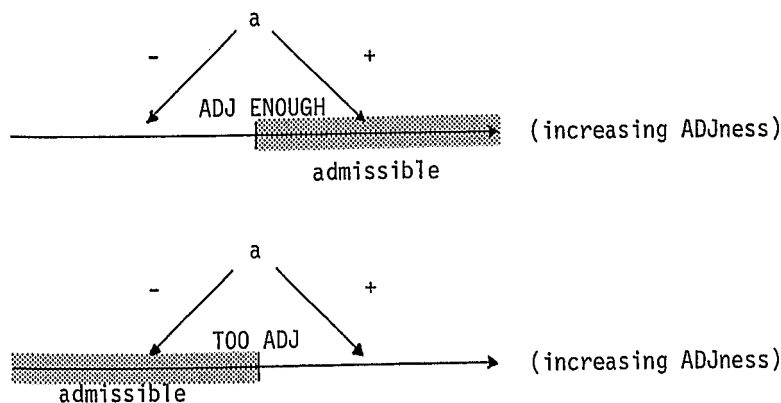 a
- +
ADJ ENOUGH
(increasing ADJness)
admissible
a
- +
TOO ADJ
(increasing ADJness)
admissible